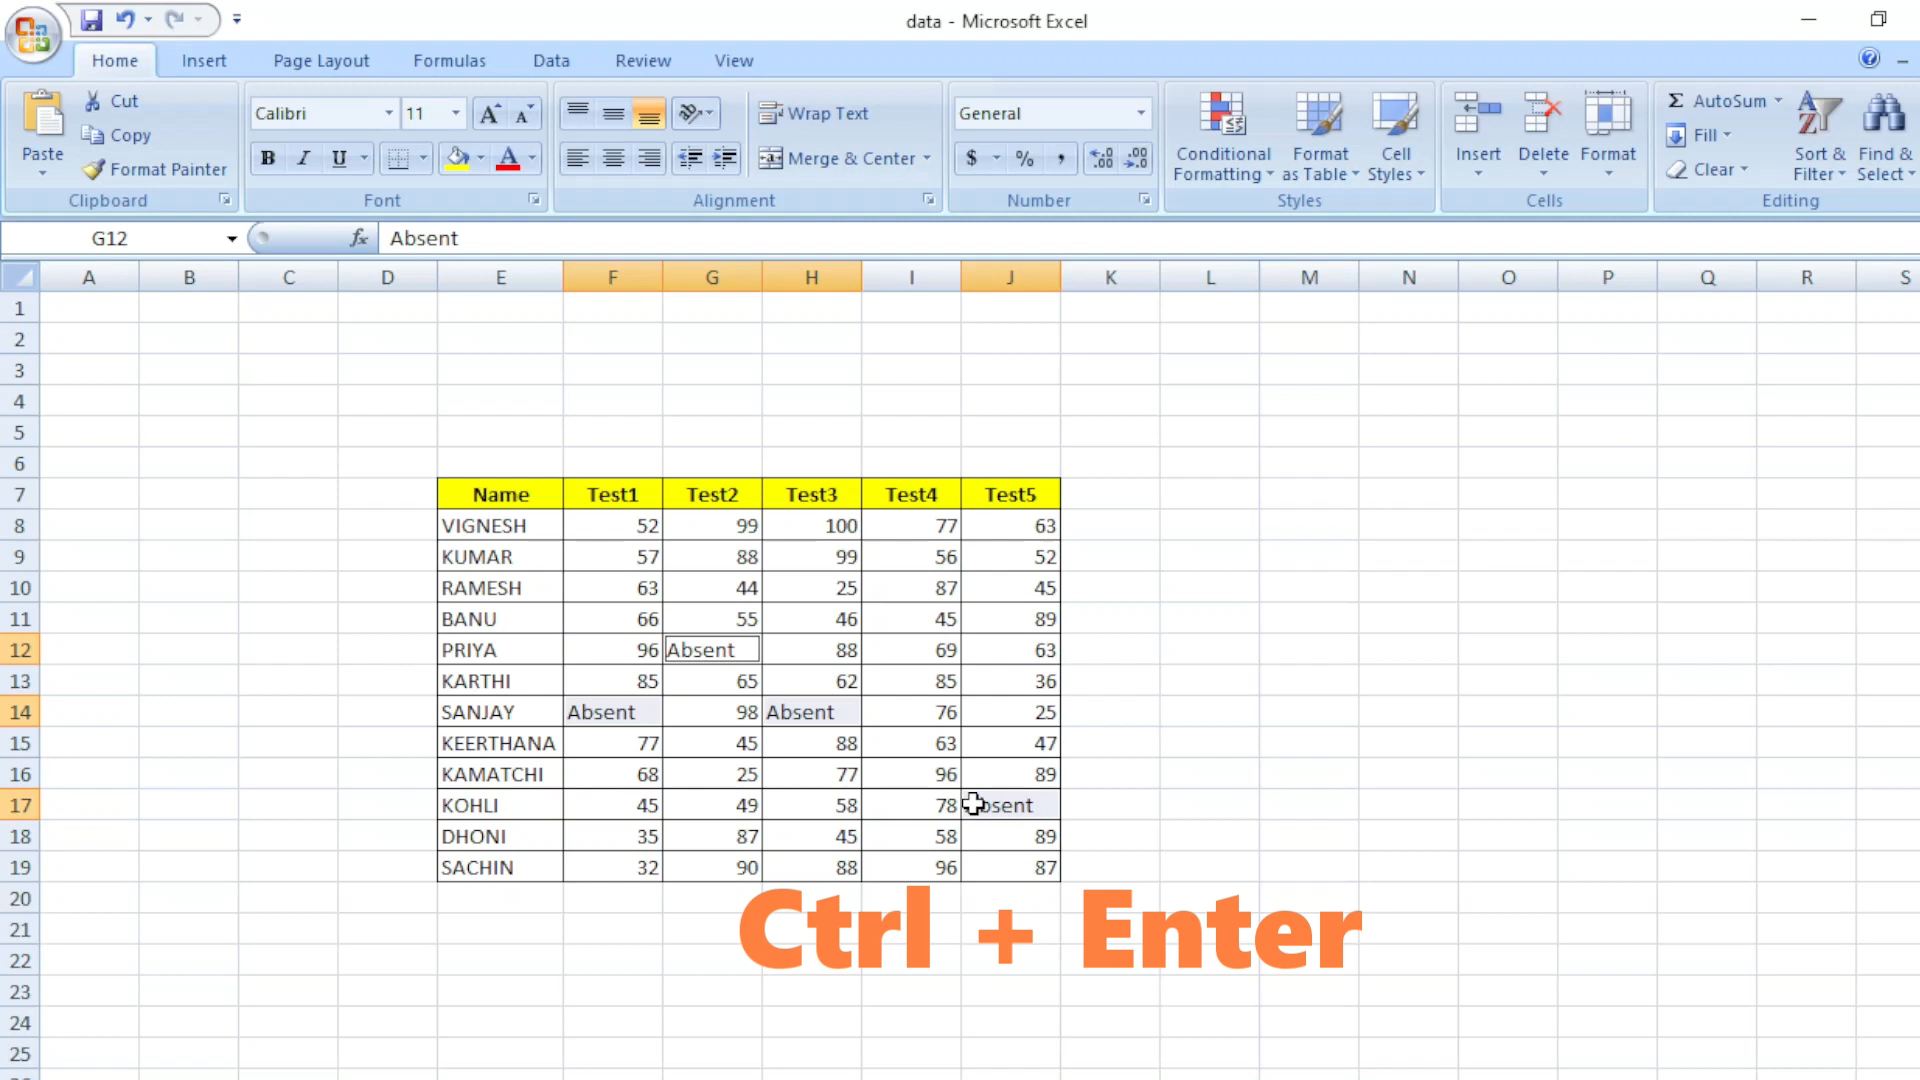 data - Microsoft Excel
Home Insert Page Layout Formulas Data Review View
Paste Cut Copy Format Painter Clipboard
Calibri 11 A A B I U A Font
Wrap Text Merge & Center Alignment
General $ % , .0 .00 .00 .0 Number
Conditional Formatting Format as Table Cell Styles Styles
Insert Delete Format Cells
Σ AutoSum Fill Clear Sort & Filter Find & Select Editing
G12 fx Absent
A B C D E F G H I J K L M N O P Q R S
1
2
3
4
5
6
7 Name Test1 Test2 Test3 Test4 Test5
8 VIGNESH 52 99 100 77 63
9 KUMAR 57 88 99 56 52
10 RAMESH 63 44 25 87 45
11 BANU 66 55 46 45 89
12 PRIYA 96 Absent 88 69 63
13 KARTHI 85 65 62 85 36
14 SANJAY Absent 98 Absent 76 25
15 KEERTHANA 77 45 88 63 47
16 KAMATCHI 68 25 77 96 89
17 KOHLI 45 49 58 78 Absent
18 DHONI 35 87 45 58 89
19 SACHIN 32 90 88 96 87
20
21
22
23
24
25
Ctrl + Enter